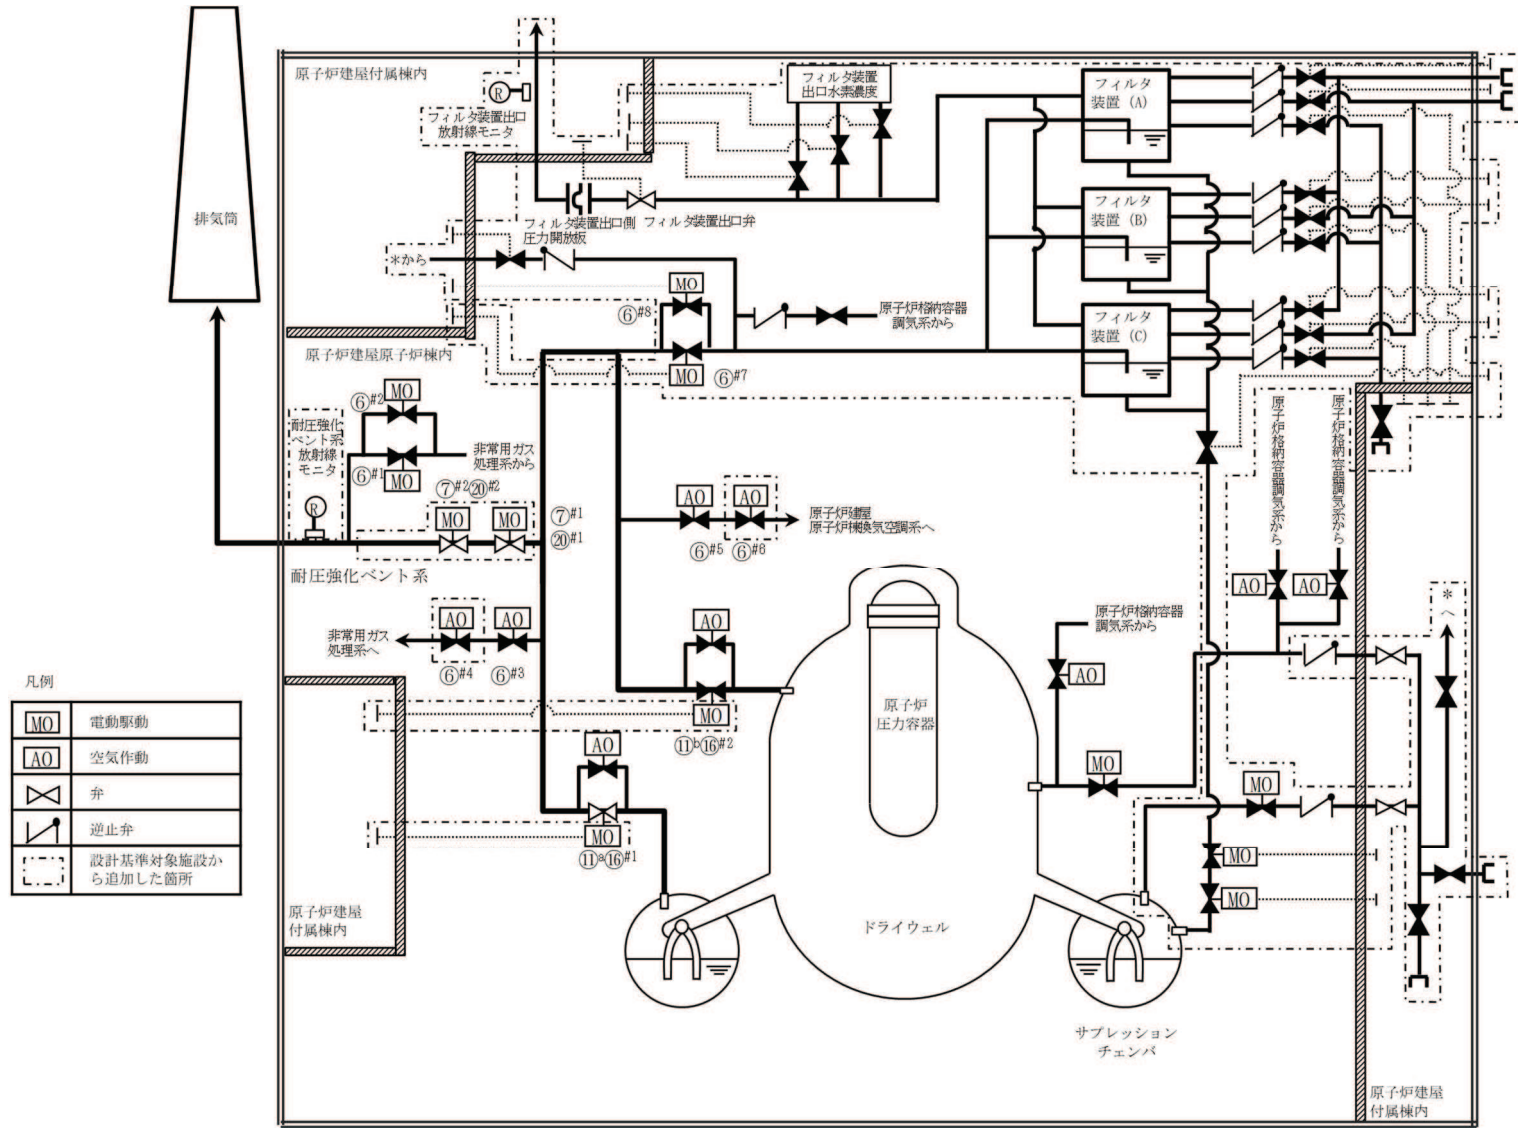 原子炉建屋付属棟内
R
フィルタ装置出口
放射線モニタ
フィルタ装置
出口水素濃度
フィルタ
装置（A）
フィルタ
装置（B）
フィルタ
装置（C）
排気筒
フィルタ装置出口側
圧力開放板
フィルタ装置出口弁
＊から
MO
⑥#8
原子炉格納容器
調気系から
原子炉建屋原子炉棟内
MO
⑥#7
⑥#2
MO
耐圧強化
ベント系
放射線
モニタ
R
⑥#1
MO
非常用ガス
処理系から
⑦#2⑳#2
MO
MO
⑦#1
⑳#1
耐圧強化ベント系
AO
AO
⑥#5
⑥#6
原子炉建屋
原子炉棟換気空調系へ
原子炉格納容器調気系から
原子炉格納容器調気系から
AO
AO
＊へ
非常用ガス
処理系へ
AO
AO
⑥#4
⑥#3
AO
MO
⑪b⑯#2
原子炉格納容器
調気系から
AO
原子炉
圧力容器
MO
MO
AO
MO
⑪a⑯#1
MO
MO
凡例
MO
電動駆動
AO
空気作動
弁
逆止弁
設計基準対象施設か
ら追加した箇所
原子炉建屋
付属棟内
ドライウェル
サプレッション
チェンバ
原子炉建屋
付属棟内